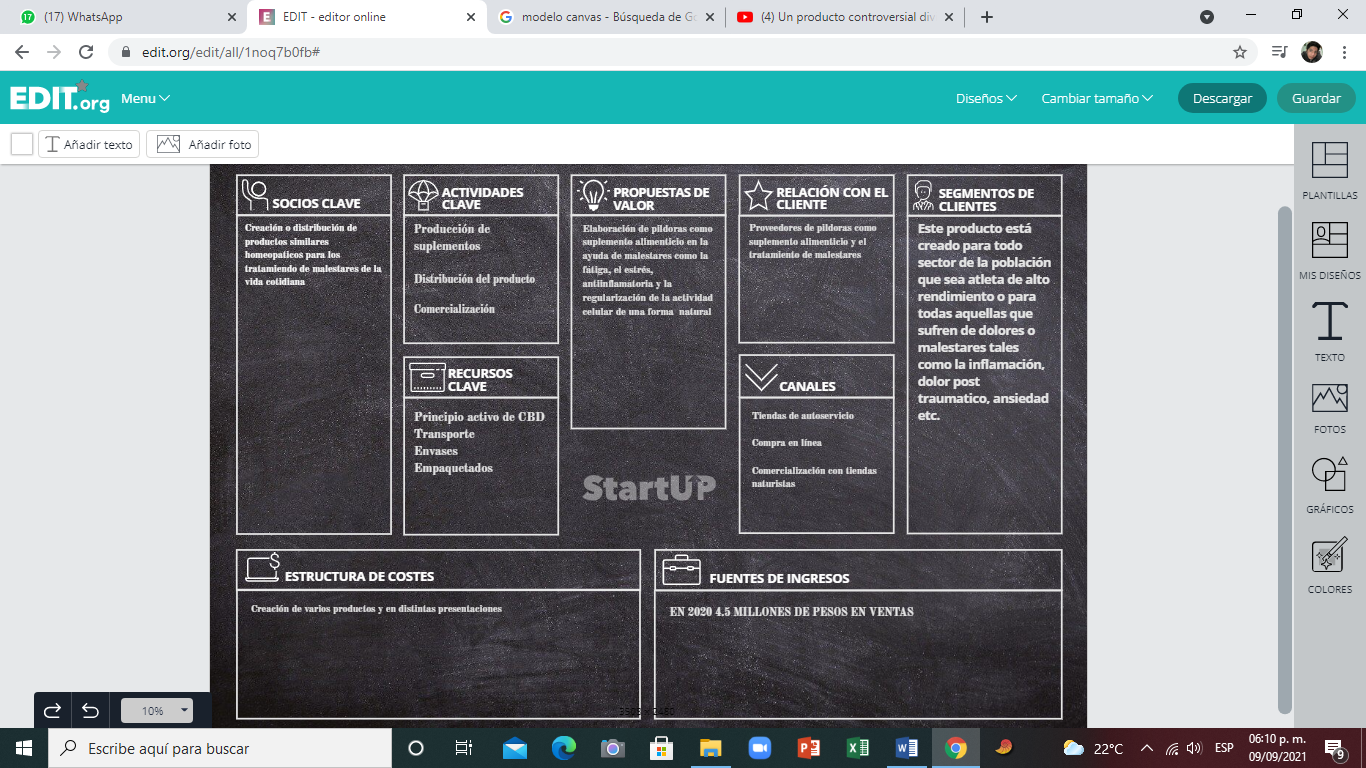 (17) WhatsApp
EDIT - editor online
modelo canvas - Búsqueda de Go
(4) Un producto controversial div
edit.org/edit/all/1noq7b0fb#
EDIT.org
Menu
Diseños
Cambiar tamaño
Descargar
Guardar
Añadir texto
Añadir foto
SOCIOS CLAVE
Creación o distribución de
productos similares
homeopaticos para los
tratamiendo de malestares de la
vida cotidiana
ACTIVIDADES
CLAVE
Producción de
suplementos
Distribución del producto
Comercialización
RECURSOS
CLAVE
Principio activo de CBD
Transporte
Envases
Empaquetados
PROPUESTAS DE
VALOR
Elaboración de pildoras como
suplemento alimenticio en la
ayuda de malestares como la
fátiga, el estrés,
antiinflamatoria y la
regularización de la actividad
celular de una forma natural
StartUP
RELACIÓN CON EL
CLIENTE
Proveedores de pildoras como
suplemento alimenticio y el
tratamiento de malestares
CANALES
Tiendas de autoservicio
Compra en línea
Comercialización con tiendas
naturistas
SEGMENTOS DE
CLIENTES
Este producto está
creado para todo
sector de la población
que sea atleta de alto
rendimiento o para
todas aquellas que
sufren de dolores o
malestares tales
como la inflamación,
dolor post
traumatico, ansiedad
etc.
ESTRUCTURA DE COSTES
Creación de varios productos y en distintas presentaciones
FUENTES DE INGRESOS
EN 2020 4.5 MILLONES DE PESOS EN VENTAS
PLANTILLAS
MIS DISEÑOS
TEXTO
FOTOS
GRÁFICOS
COLORES
10%
Escribe aquí para buscar
22°C
ESP
06:10 p. m.
09/09/2021
9